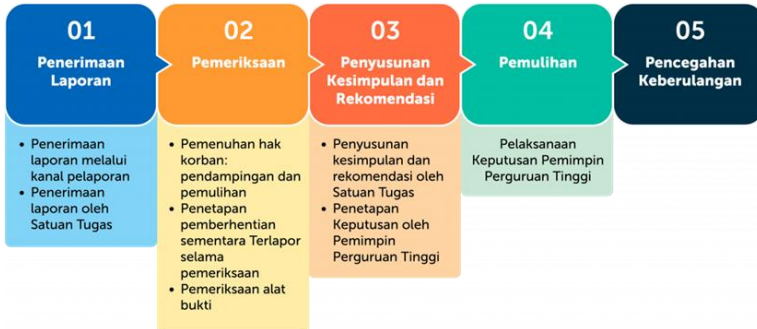 01
Penerimaan
Laporan
• Penerimaan
laporan melalui
kanal pelaporan
• Penerimaan
laporan oleh
Satuan Tugas
02
Pemeriksaan
• Pemenuhan hak
korban:
pendampingan dan
pemulihan
• Penetapan
pemberhentian
sementara Terlapor
selama
pemeriksaan
• Pemeriksaan alat
bukti
03
Penyusunan
Kesimpulan dan
Rekomendasi
• Penyusunan
kesimpulan dan
rekomendasi oleh
Satuan Tugas
• Penetapan
Keputusan oleh
Pemimpin
Perguruan Tinggi
04
Pemulihan
Pelaksanaan
Keputusan Pemimpin
Perguruan Tinggi
05
Pencegahan
Keberulangan